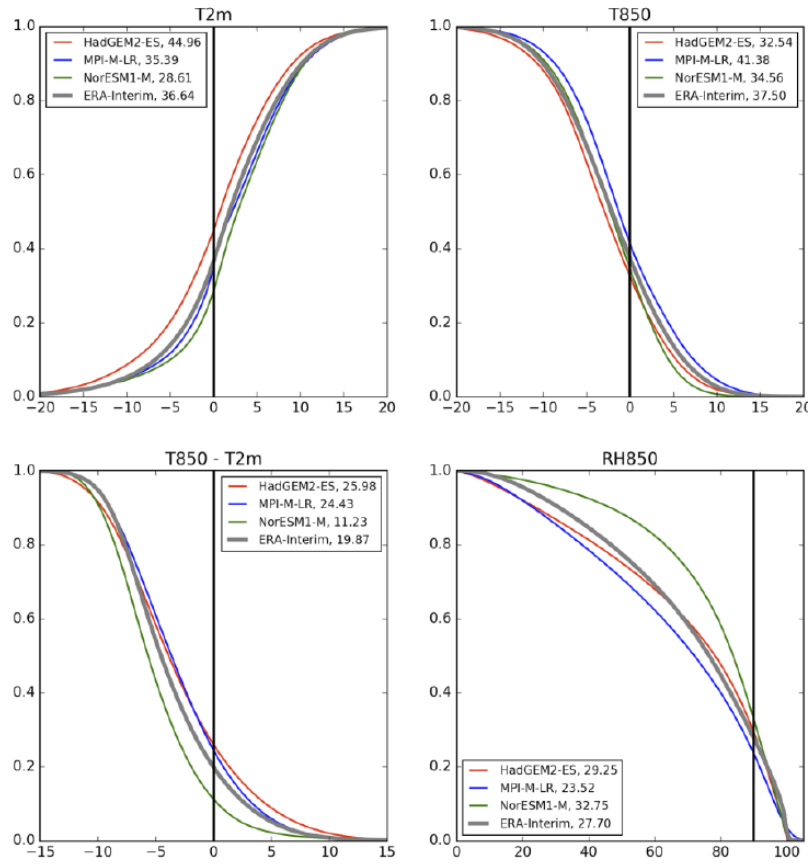 T2m
HadGEM2-ES, 44.96
MPI-M-LR, 35.39
NorESM1-M, 28.61
ERA-Interim, 36.64
1.0
0.8
0.6
0.4
0.2
0.0
−20 −15 −10 −5 0 5 10 15 20
T850
HadGEM2-ES, 32.54
MPI-M-LR, 41.38
NorESM1-M, 34.56
ERA-Interim, 37.50
1.0
0.8
0.6
0.4
0.2
0.0
−20 −15 −10 −5 0 5 10 15 20
T850 - T2m
HadGEM2-ES, 25.98
MPI-M-LR, 24.43
NorESM1-M, 11.23
ERA-Interim, 19.87
1.0
0.8
0.6
0.4
0.2
0.0
−15 −10 −5 0 5 10 15
RH850
1.0
0.8
0.6
0.4
0.2
0.0
HadGEM2-ES, 29.25
MPI-M-LR, 23.52
NorESM1-M, 32.75
ERA-Interim, 27.70
0 20 40 60 80 100